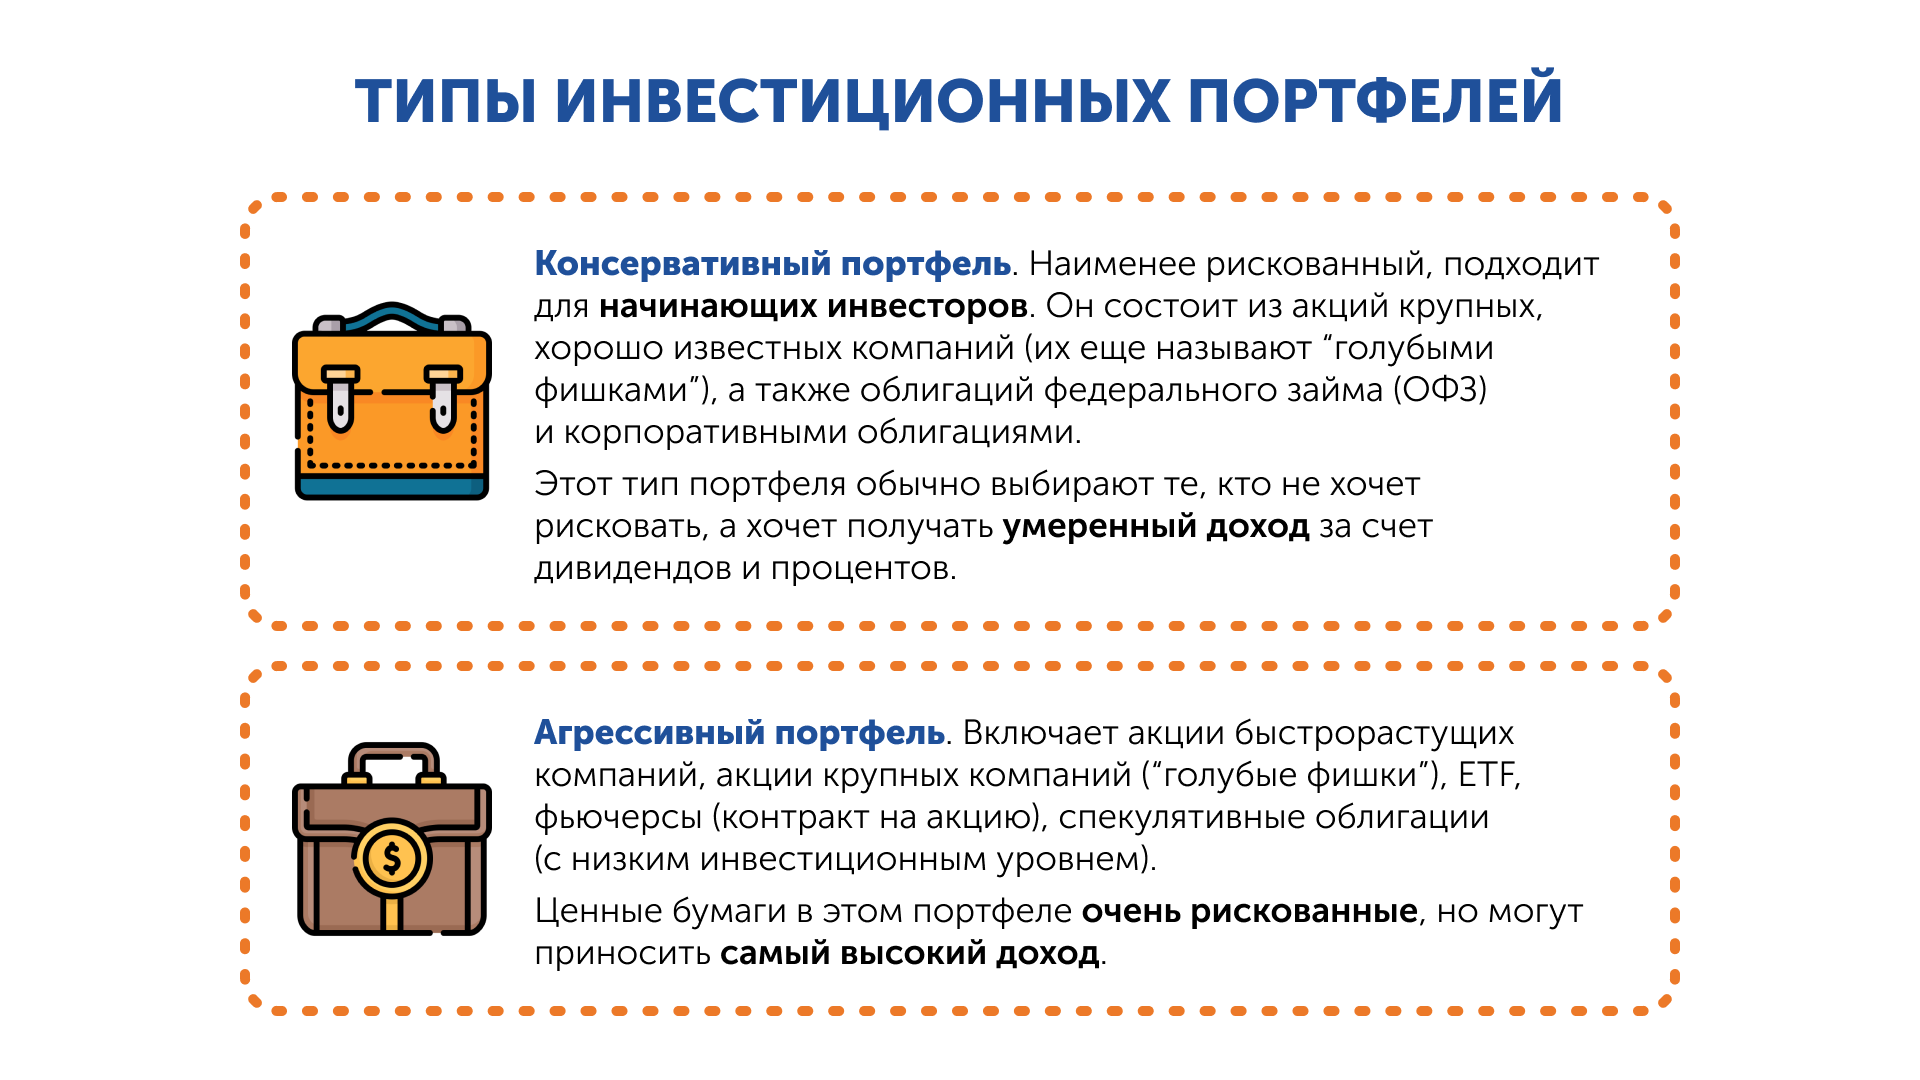 ТИПЫ ИНВЕСТИЦИОННЫХ ПОРТФЕЛЕЙ
Консервативный портфель. Наименее рискованный, подходит
для начинающих инвесторов. Он состоит из акций крупных,
хорошо известных компаний (их еще называют “голубыми
фишками”), а также облигаций федерального займа (ОФЗ)
и корпоративными облигациями.
Этот тип портфеля обычно выбирают те, кто не хочет
рисковать, а хочет получать умеренный доход за счет
дивидендов и процентов.
Агрессивный портфель. Включает акции быстрорастущих
компаний, акции крупных компаний (“голубые фишки”), ETF,
фьючерсы (контракт на акцию), спекулятивные облигации
(с низким инвестиционным уровнем).
$
Ценные бумаги в этом портфеле очень рискованные, но могут
приносить самый высокий доход.